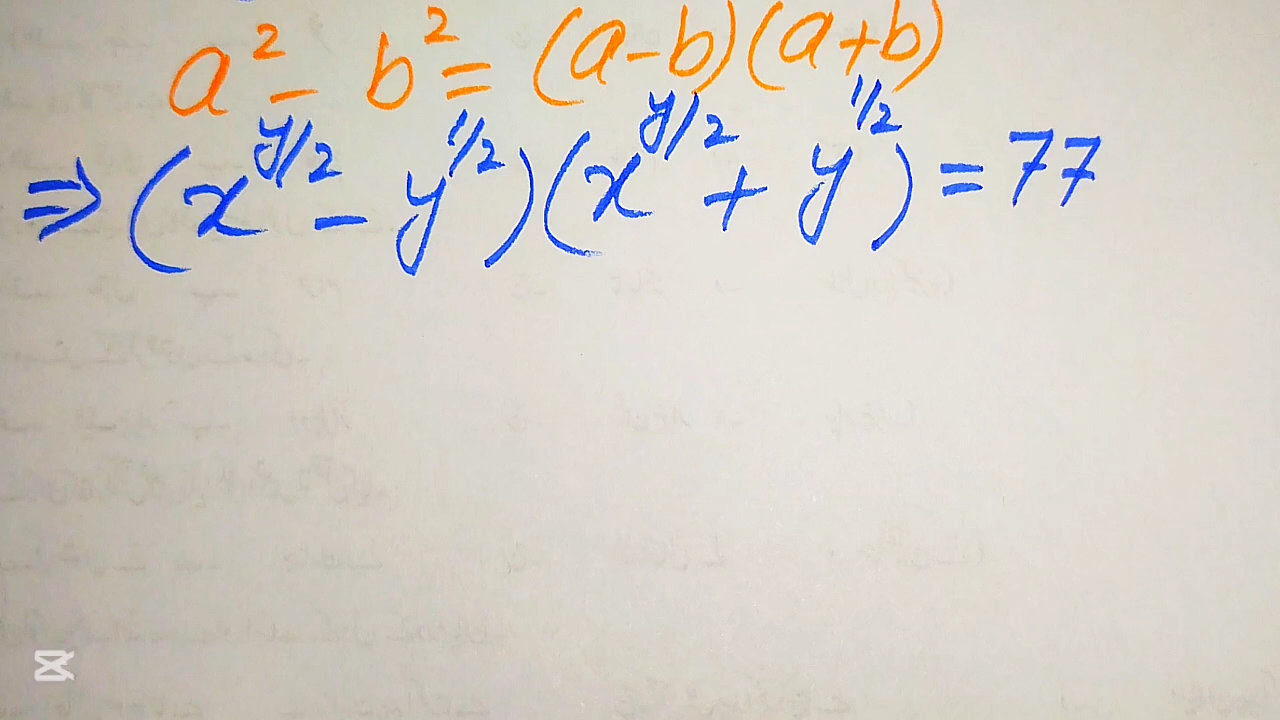 a² - b² = (a-b)(a+b)
⇒ (x^{y/2} - y^{1/2})(x^{y/2} + y^{1/2}) = 77